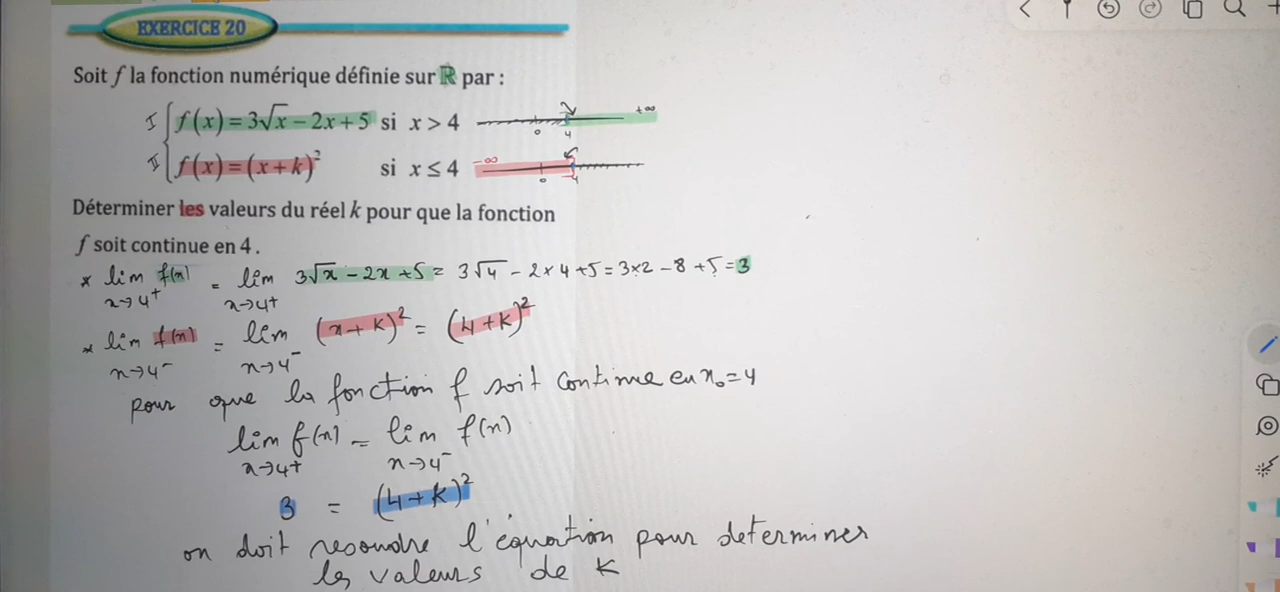 EXERCICE 20
Soit f la fonction numérique définie sur ℝ par :
I { f(x) = 3√x − 2x + 5 si x > 4
0 4 +∞
II { f(x) = (x + k)² si x ≤ 4
−∞ 0 4
Déterminer les valeurs du réel k pour que la fonction
f soit continue en 4 .
* lim f(x) = lim 3√x − 2x + 5 = 3√4 − 2×4 + 5 = 3×2 − 8 + 5 = 3
x→4⁺ x→4⁺
* lim f(x) = lim (x + k)² = (4 + k)²
x→4⁻ x→4⁻
pour que la fonction f soit continue en x₀ = 4
lim f(x) = lim f(x)
x→4⁺ x→4⁻
3 = (4 + k)²
on doit resoudre l'équation pour determiner
les valeurs de k